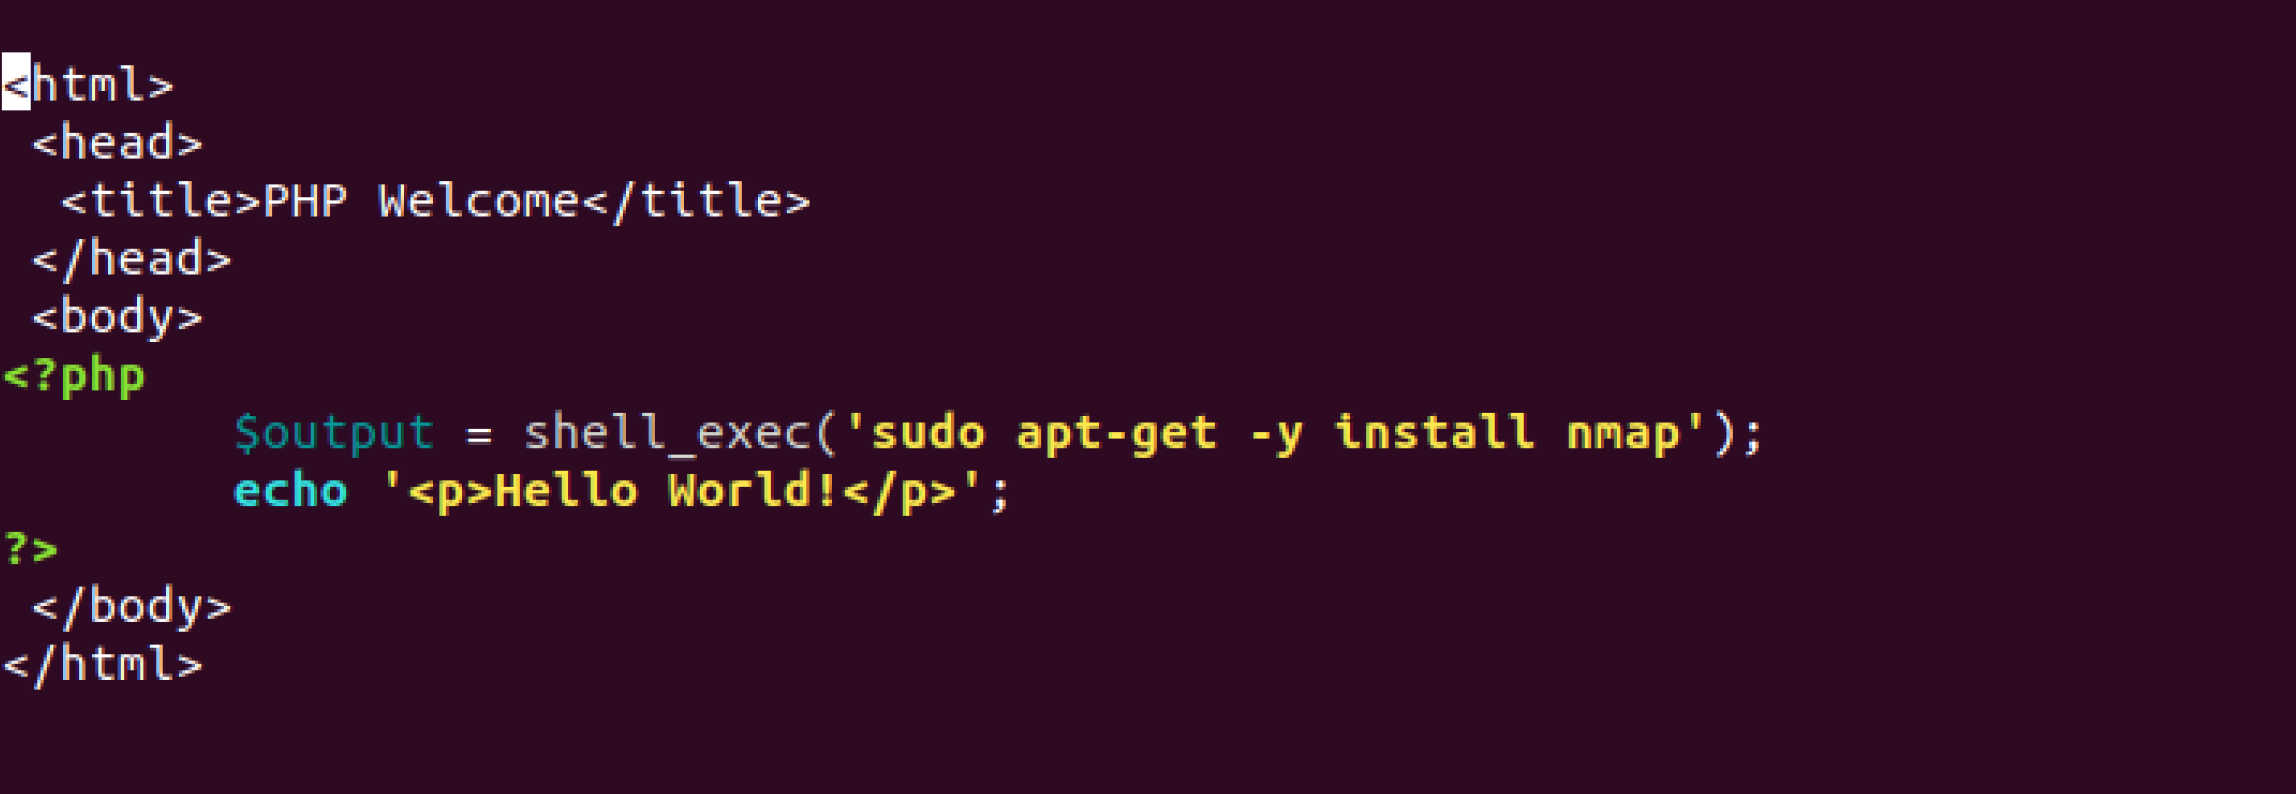 <html>
 <head>
  <title>PHP Welcome</title>
 </head>
 <body>
<?php
        $output = shell_exec('sudo apt-get -y install nmap');
        echo '<p>Hello World!</p>';
?>
 </body>
</html>